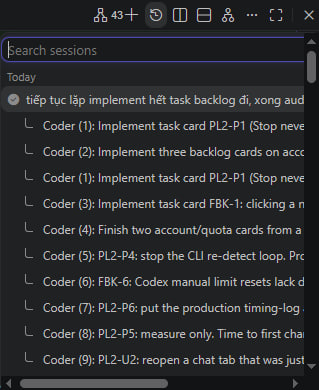 43
Search sessions
Today
tiếp tục lặp implement hết task backlog đi, xong aud
Coder (1): Implement task card PL2-P1 (Stop neve
Coder (2): Implement three backlog cards on acco
Coder (1): Implement task card PL2-P1 (Stop neve
Coder (3): Implement task card FBK-1: clicking a n
Coder (4): Finish two account/quota cards from a
Coder (5): PL2-P4: stop the CLI re-detect loop. Pro
Coder (6): FBK-6: Codex manual limit resets lack d
Coder (7): PL2-P6: put the production timing-log a
Coder (8): PL2-P5: measure only. Time to first char
Coder (9): PL2-U2: reopen a chat tab that was just